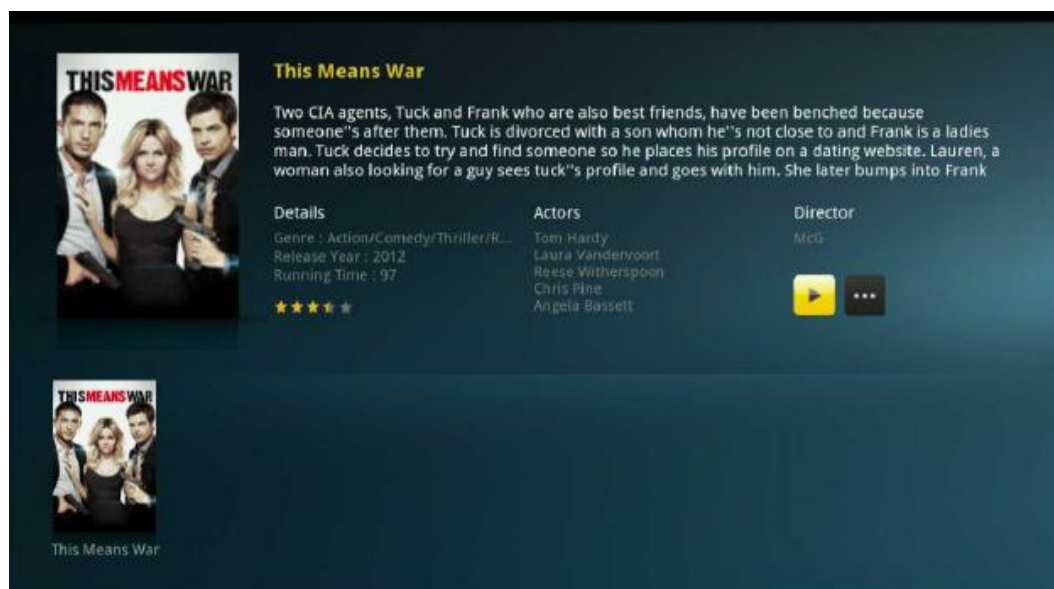 THISMEANSWAR
This Means War
Two CIA agents, Tuck and Frank who are also best friends, have been benched because
someone"s after them. Tuck is divorced with a son whom he"s not close to and Frank is a ladies
man. Tuck decides to try and find someone so he places his profile on a dating website. Lauren, a
woman also looking for a guy sees tuck"s profile and goes with him. She later bumps into Frank
Details
Genre : Action/Comedy/Thriller/R...
Release Year : 2012
Running Time : 97
Actors
Tom Hardy
Laura Vandervoort
Reese Witherspoon
Chris Pine
Angela Bassett
Director
McG
THISMEANSWAR
This Means War